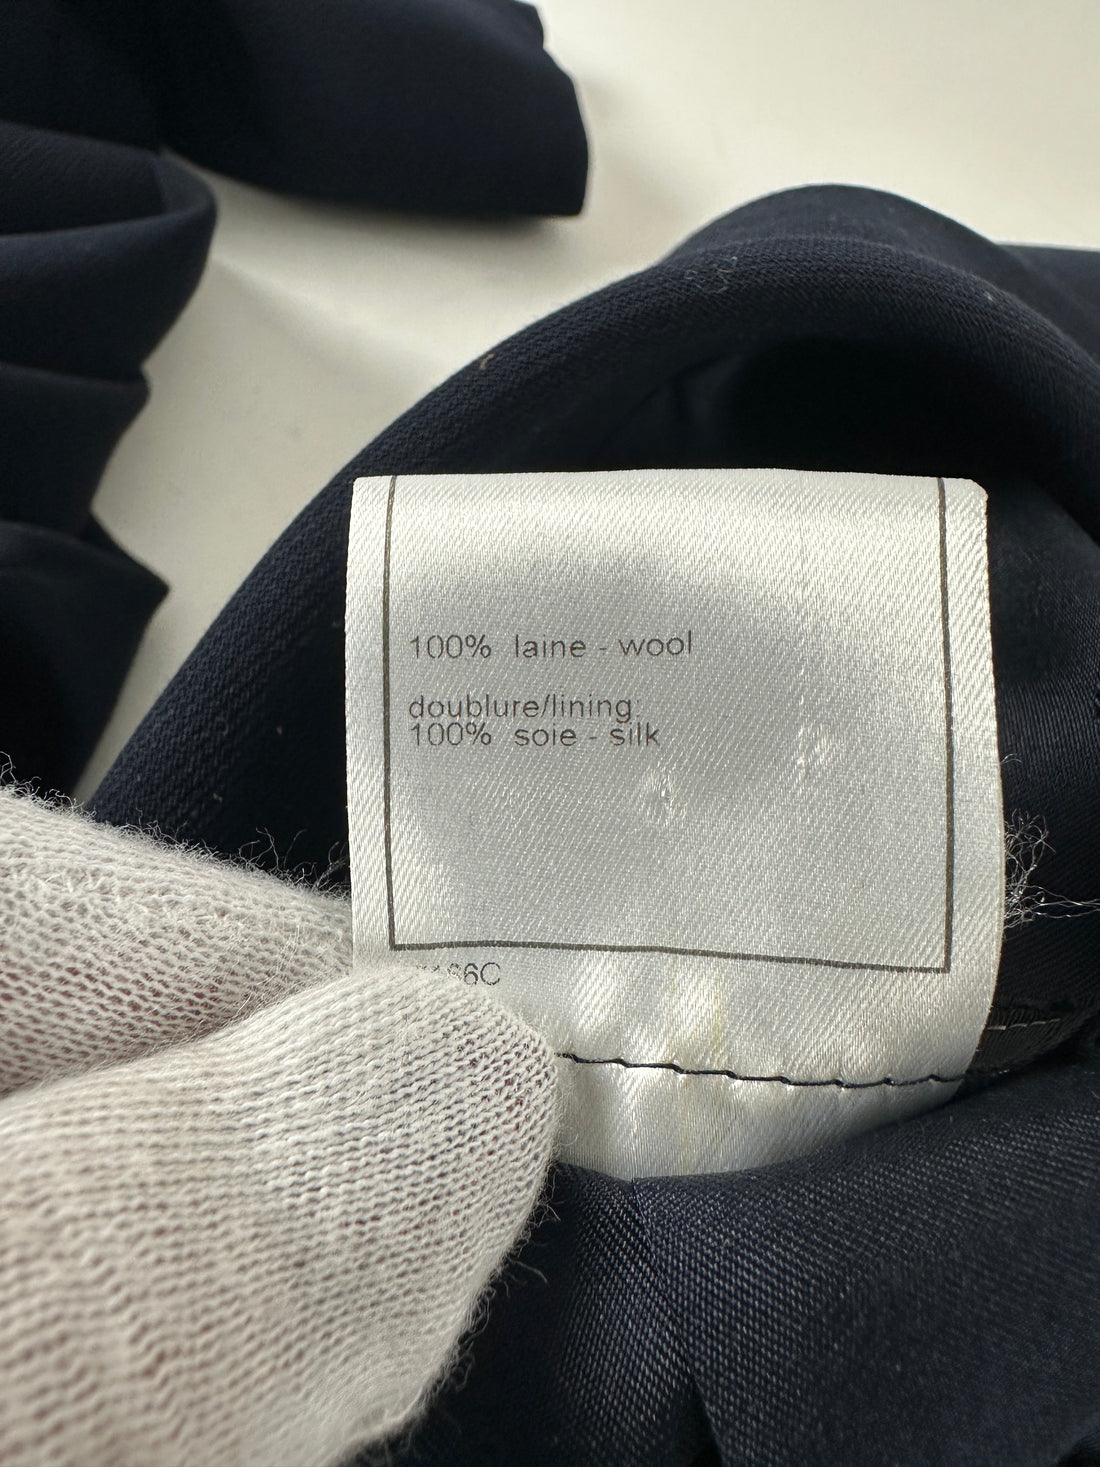 100% laine - wool
doublure/lining
100% soie - silk